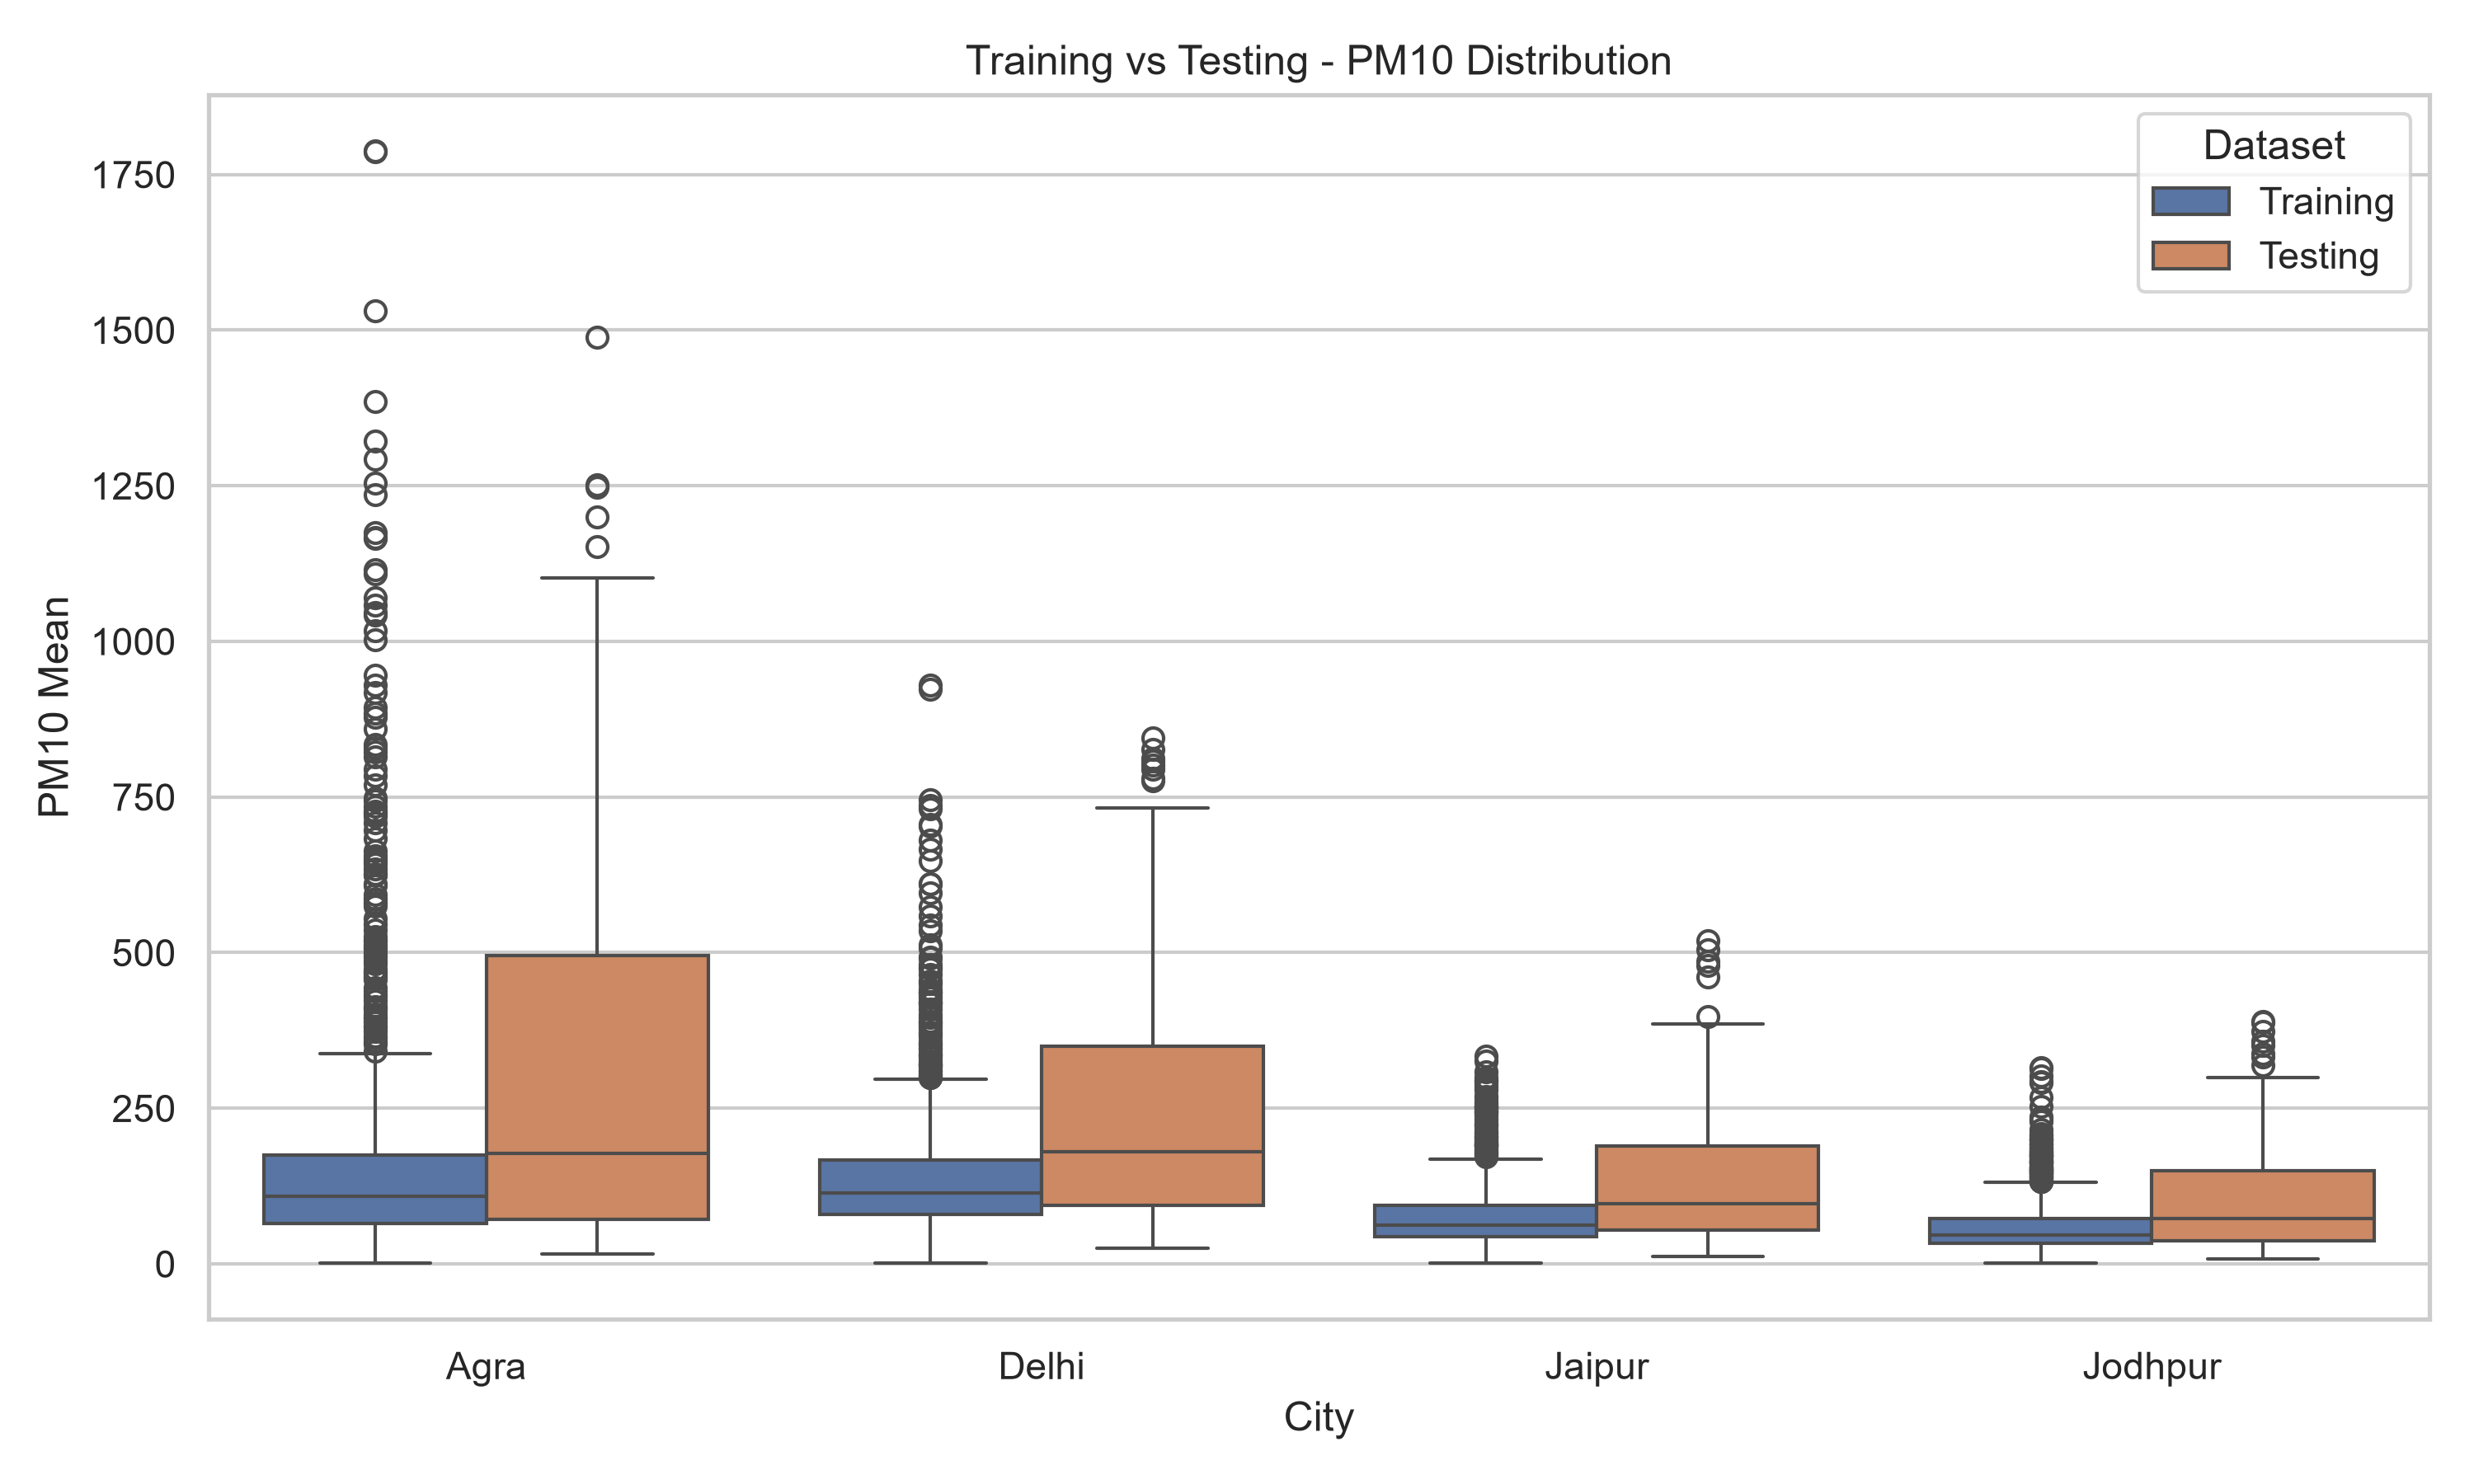 Training vs Testing - PM10 Distribution
Dataset
Training
Testing
1750
1500
1250
1000
750
500
250
0
PM10 Mean
Agra
Delhi
Jaipur
Jodhpur
City